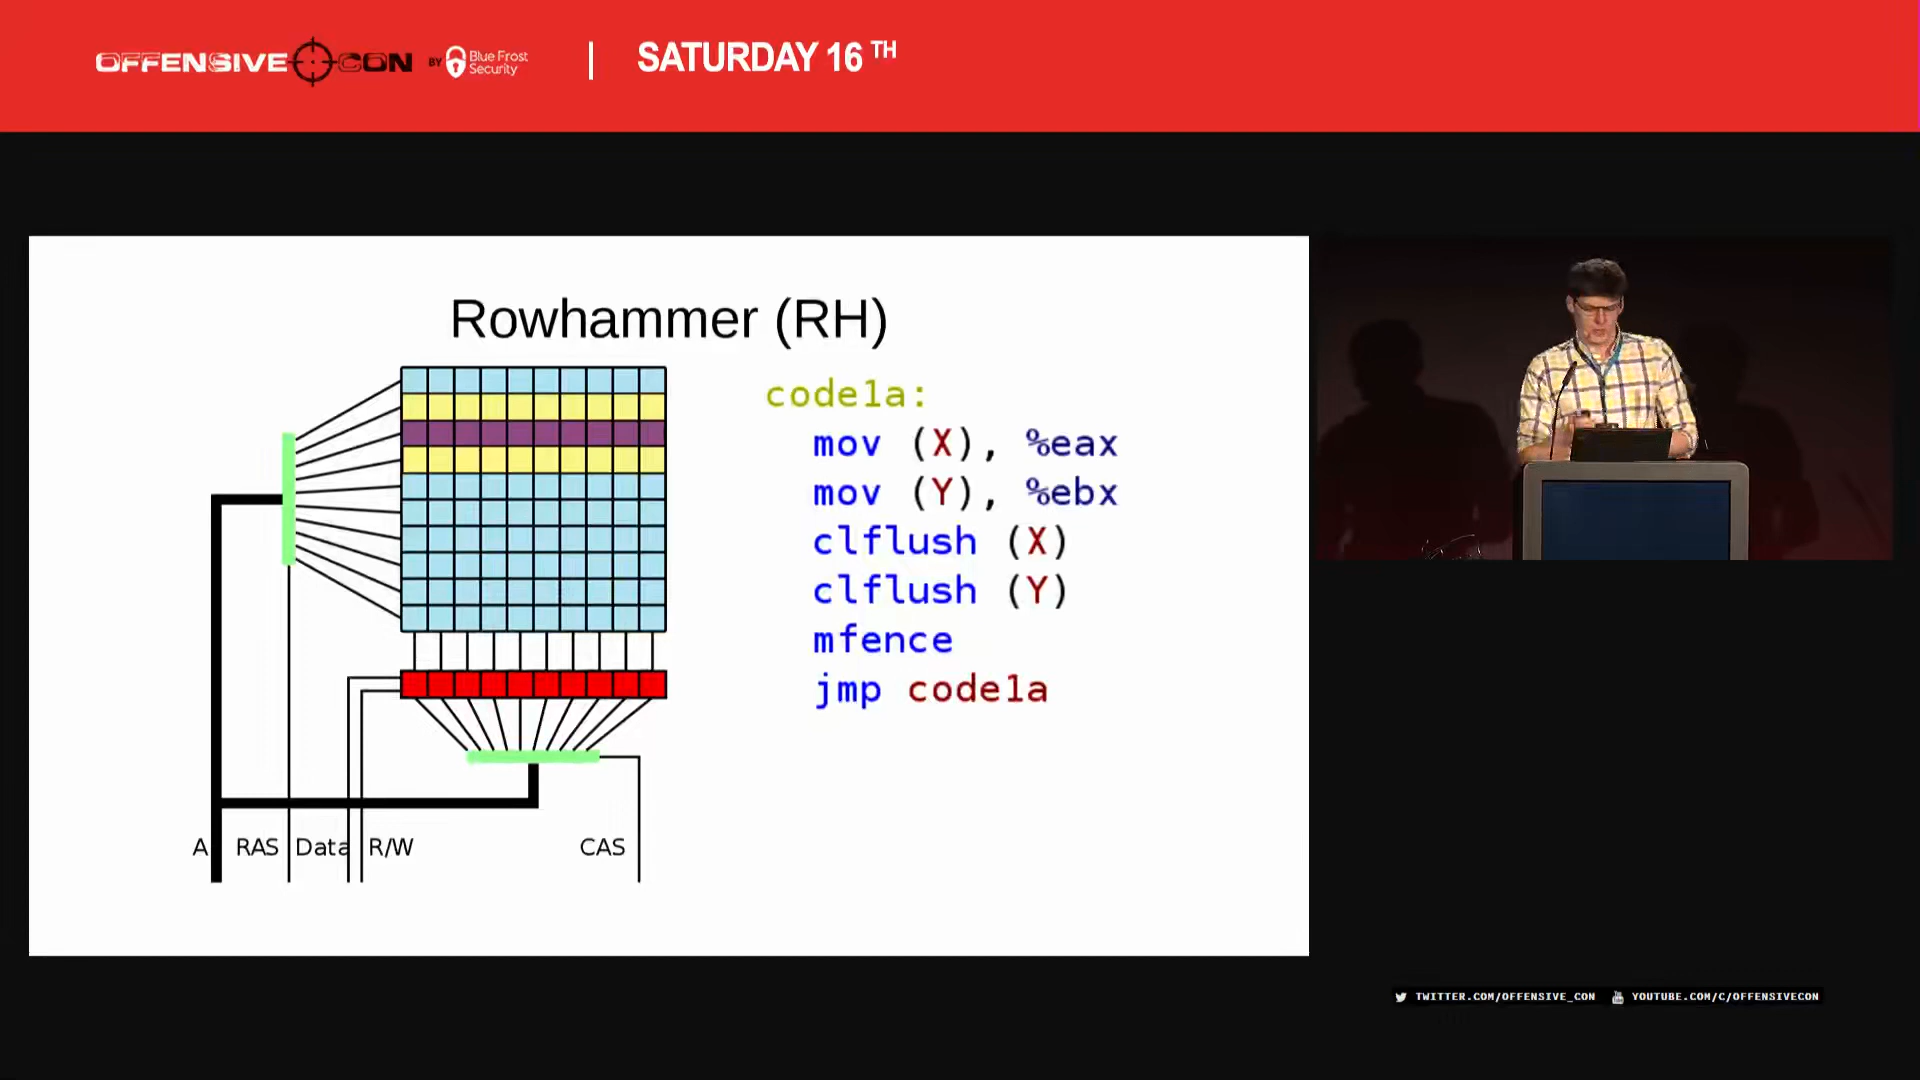 OFFENSIVE CON BY Blue Frost Security | SATURDAY 16 TH
Rowhammer (RH)
code1a:
mov (X), %eax
mov (Y), %ebx
clflush (X)
clflush (Y)
mfence
jmp code1a
A RAS Data R/W CAS
TWITTER.COM/OFFENSIVE_CON YOUTUBE.COM/C/OFFENSIVECON